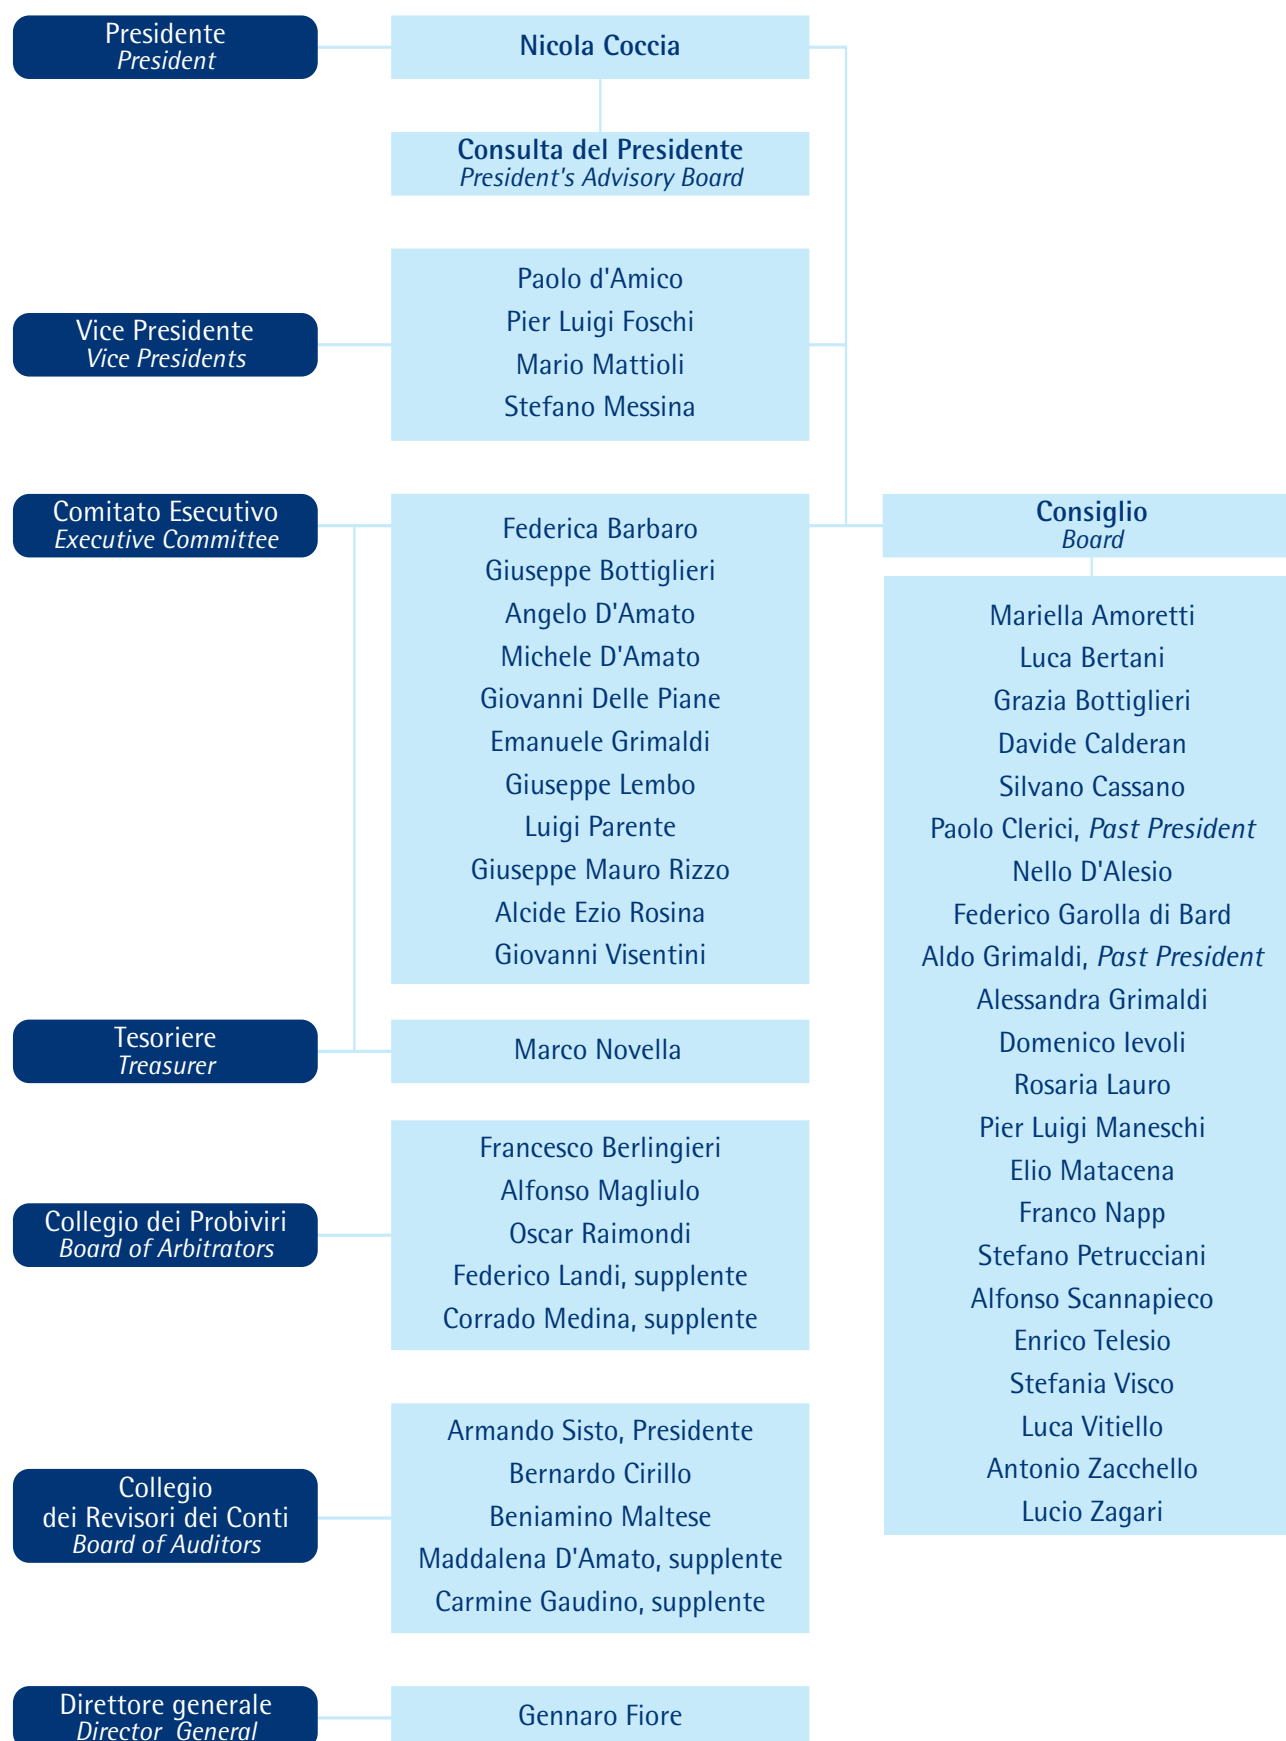 Presidente
President
Nicola Coccia
Consulta del Presidente
President's Advisory Board
Vice Presidente
Vice Presidents
Paolo d'Amico
Pier Luigi Foschi
Mario Mattioli
Stefano Messina
Comitato Esecutivo
Executive Committee
Federica Barbaro
Giuseppe Bottiglieri
Angelo D'Amato
Michele D'Amato
Giovanni Delle Piane
Emanuele Grimaldi
Giuseppe Lembo
Luigi Parente
Giuseppe Mauro Rizzo
Alcide Ezio Rosina
Giovanni Visentini
Consiglio
Board
Mariella Amoretti
Luca Bertani
Grazia Bottiglieri
Davide Calderan
Silvano Cassano
Paolo Clerici, Past President
Nello D'Alesio
Federico Garolla di Bard
Aldo Grimaldi, Past President
Alessandra Grimaldi
Domenico Ievoli
Rosaria Lauro
Pier Luigi Maneschi
Elio Matacena
Franco Napp
Stefano Petrucciani
Alfonso Scannapieco
Enrico Telesio
Stefania Visco
Luca Vitiello
Antonio Zacchello
Lucio Zagari
Tesoriere
Treasurer
Marco Novella
Collegio dei Probiviri
Board of Arbitrators
Francesco Berlingieri
Alfonso Magliulo
Oscar Raimondi
Federico Landi, supplente
Corrado Medina, supplente
Collegio
dei Revisori dei Conti
Board of Auditors
Armando Sisto, Presidente
Bernardo Cirillo
Beniamino Maltese
Maddalena D'Amato, supplente
Carmine Gaudino, supplente
Direttore generale
Director General
Gennaro Fiore